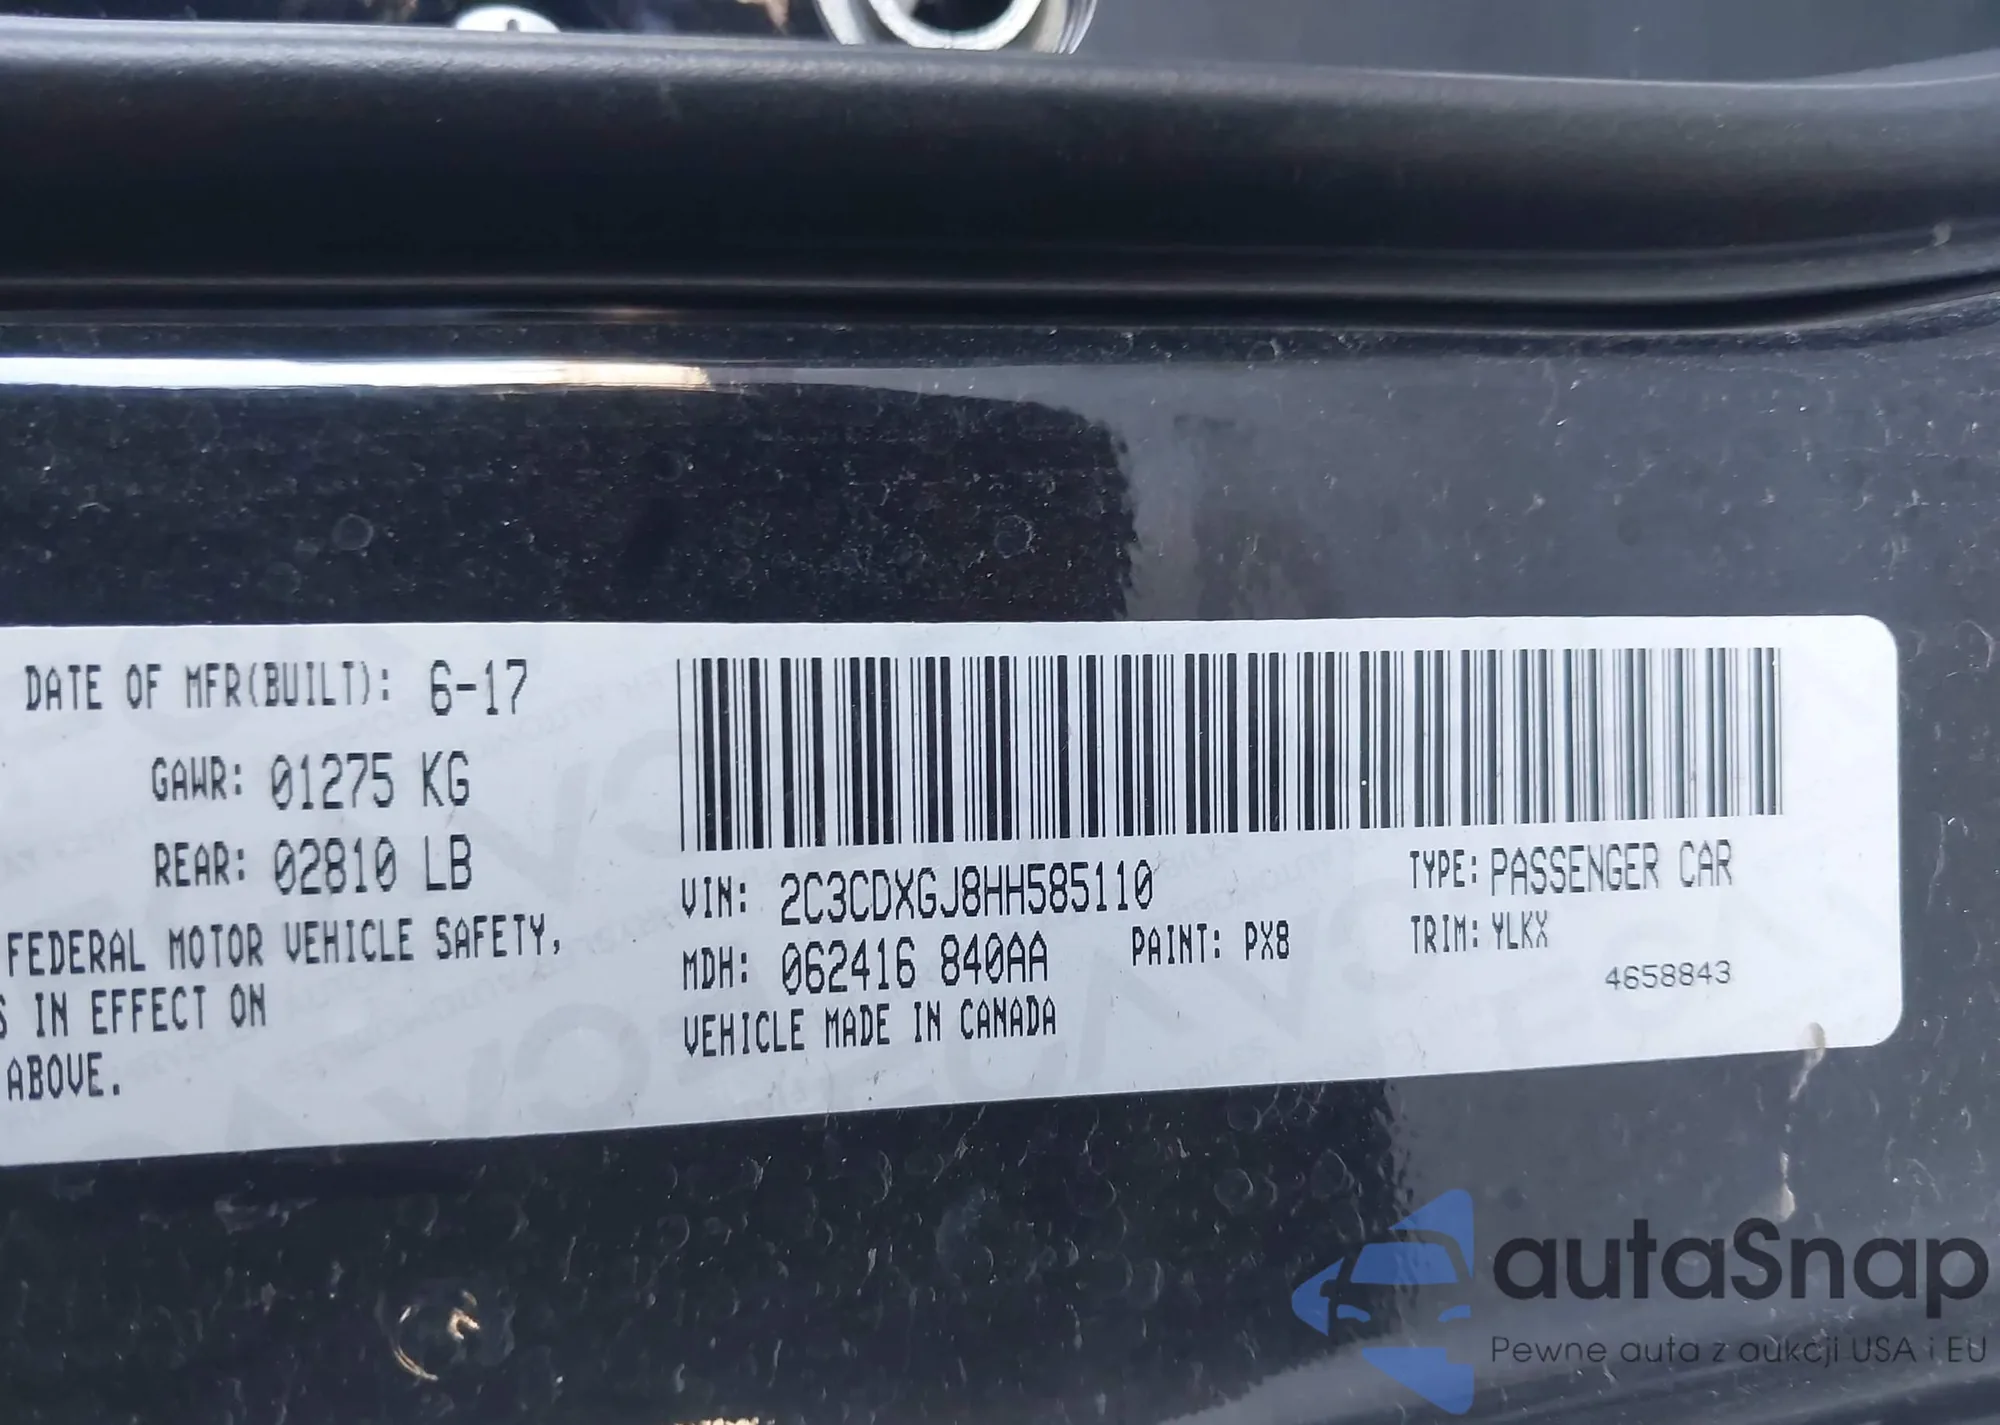 DATE OF MFR(BUILT): 6-17
GAWR: 01275 KG
REAR: 02810 LB
FEDERAL MOTOR VEHICLE SAFETY,
S IN EFFECT ON
ABOVE.
VIN: 2C3CDXGJ8HH585110
TYPE: PASSENGER CAR
MDH: 062416 840AA
PAINT: PX8
TRIM: YLKX
VEHICLE MADE IN CANADA
4658843
autaSnap
Pewne auta z aukcji USA i EU